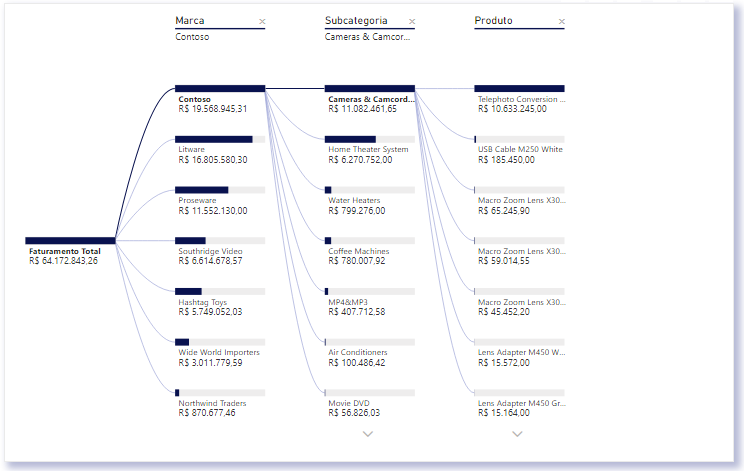 Marca
Contoso
Subcategoria
Cameras & Camcor...
Produto
Faturamento Total
R$ 64.172.843,26
Contoso
R$ 19.568.945,31
Litware
R$ 16.805.580,30
Proseware
R$ 11.552.130,00
Southridge Video
R$ 6.614.678,57
Hashtag Toys
R$ 5.749.052,03
Wide World Importers
R$ 3.011.779,59
Northwind Traders
R$ 870.677,46
Cameras & Camcord...
R$ 11.082.461,65
Home Theater System
R$ 6.270.752,00
Water Heaters
R$ 799.276,00
Coffee Machines
R$ 780.007,92
MP4&MP3
R$ 407.712,58
Air Conditioners
R$ 100.486,42
Movie DVD
R$ 56.826,03
Telephoto Conversion ...
R$ 10.633.245,00
USB Cable M250 White
R$ 185.450,00
Macro Zoom Lens X30...
R$ 65.245,90
Macro Zoom Lens X30...
R$ 59.014,55
Macro Zoom Lens X30...
R$ 45.452,20
Lens Adapter M450 W...
R$ 15.572,00
Lens Adapter M450 Gr...
R$ 15.164,00